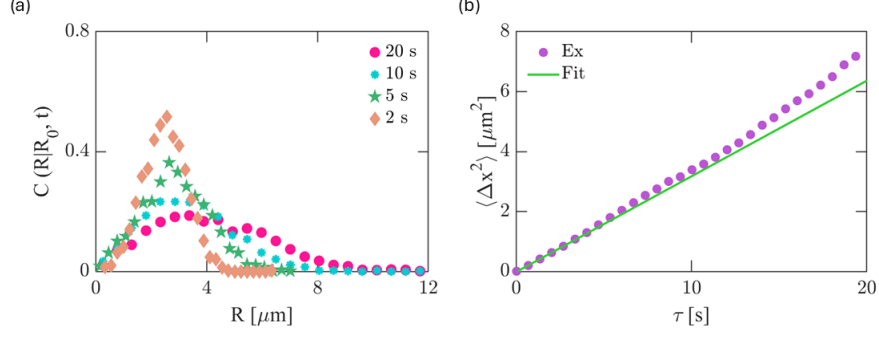 (a)
0.8
0.4
0
C (R|R₀, t)
20 s
10 s
5 s
2 s
0 4 8 12
R [μm]
(b)
8
6
4
2
0
⟨Δx²⟩ [μm²]
Ex
Fit
0 10 20
τ [s]